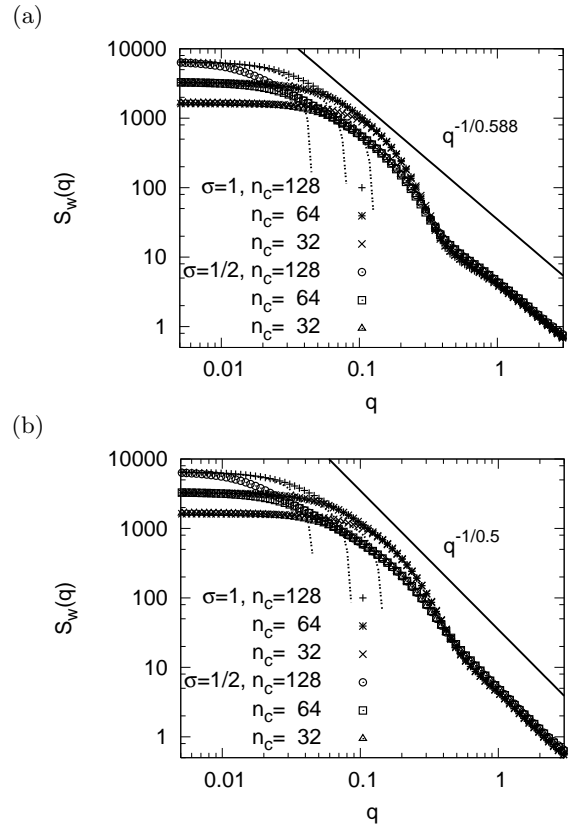 (a)
10000
1000
100
10
1
S_w(q)
q^{-1/0.588}
σ=1, n_c=128
n_c= 64
n_c= 32
σ=1/2, n_c=128
n_c= 64
n_c= 32
0.01 0.1 1
q
(b)
10000
1000
100
10
1
S_w(q)
q^{-1/0.5}
σ=1, n_c=128
n_c= 64
n_c= 32
σ=1/2, n_c=128
n_c= 64
n_c= 32
0.01 0.1 1
q